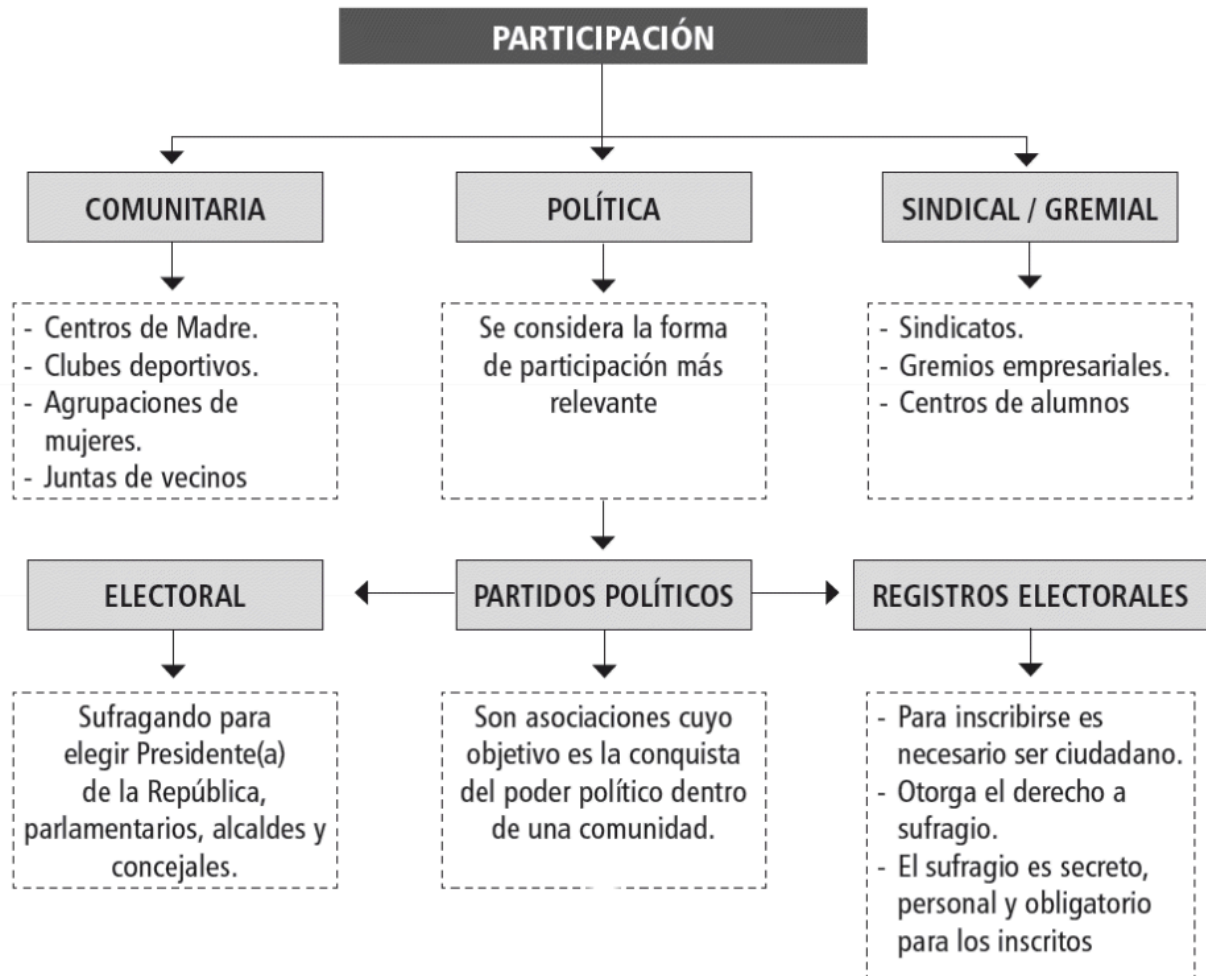 PARTICIPACIÓN
COMUNITARIA
POLÍTICA
SINDICAL / GREMIAL
- Centros de Madre.
- Clubes deportivos.
- Agrupaciones de
mujeres.
- Juntas de vecinos
Se considera la forma
de participación más
relevante
- Sindicatos.
- Gremios empresariales.
- Centros de alumnos
ELECTORAL
PARTIDOS POLÍTICOS
REGISTROS ELECTORALES
Sufragando para
elegir Presidente(a)
de la República,
parlamentarios, alcaldes y
concejales.
Son asociaciones cuyo
objetivo es la conquista
del poder político dentro
de una comunidad.
- Para inscribirse es
necesario ser ciudadano.
- Otorga el derecho a
sufragio.
- El sufragio es secreto,
personal y obligatorio
para los inscritos